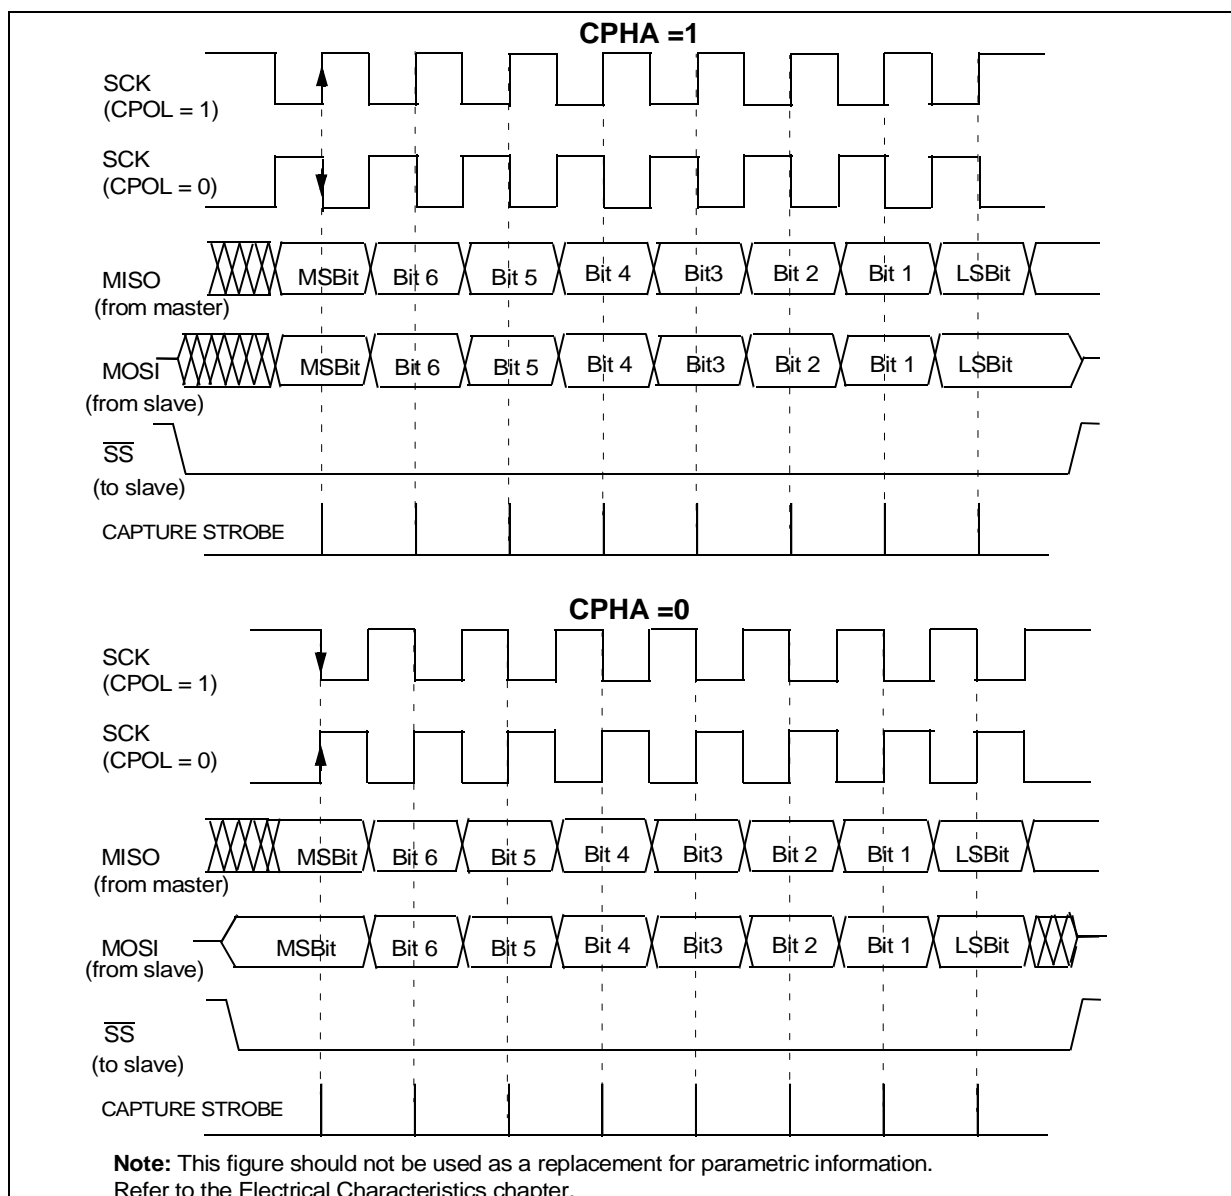 CPHA =1
SCK
(CPOL = 1)
SCK
(CPOL = 0)
MISO
(from master)
MSBit Bit 6 Bit 5 Bit 4 Bit3 Bit 2 Bit 1 LSBit
MOSI
(from slave)
MSBit Bit 6 Bit 5 Bit 4 Bit3 Bit 2 Bit 1 LSBit
SS
(to slave)
CAPTURE STROBE
CPHA =0
SCK
(CPOL = 1)
SCK
(CPOL = 0)
MISO
(from master)
MSBit Bit 6 Bit 5 Bit 4 Bit3 Bit 2 Bit 1 LSBit
MOSI
(from slave)
MSBit Bit 6 Bit 5 Bit 4 Bit3 Bit 2 Bit 1 LSBit
SS
(to slave)
CAPTURE STROBE
Note: This figure should not be used as a replacement for parametric information.
Refer to the Electrical Characteristics chapter.